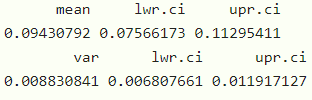 mean lwr.ci upr.ci
0.09430792 0.07566173 0.11295411
var lwr.ci upr.ci
0.008830841 0.006807661 0.011917127